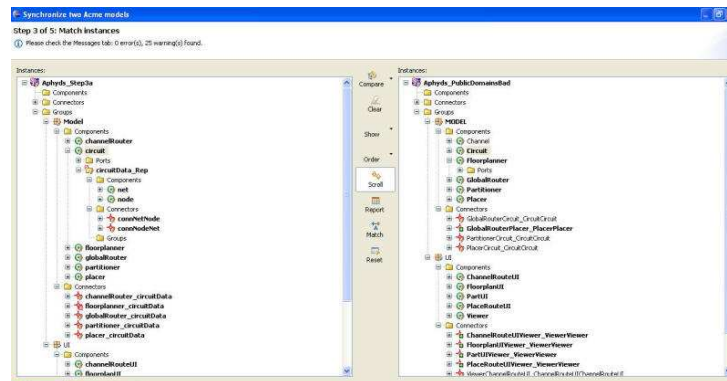 Synchronize two Acme models
Step 3 of 5: Match instances
Please check the Messages tab: 0 error(s), 25 warning(s) found.
Instances:
Aphyds_Step3a
Components
Connectors
Groups
Model
Components
channelRouter
circuit
Ports
circuitData_Rep
Components
net
node
Connectors
connNetNode
connNodeNet
Groups
floorplanner
globalRouter
partitioner
placer
Connectors
channelRouter_circuitData
floorplanner_circuitData
globalRouter_circuitData
partitioner_circuitData
placer_circuitData
UI
Components
channelRouteUI
floorplanUI
Compare
Clear
Show
Order
Scroll
Report
Match
Reset
Instances:
Aphyds_PublicDomainsBad
Components
Connectors
Groups
MODEL
Components
Channel
Circuit
Floorplanner
Ports
GlobalRouter
Partitioner
Placer
Connectors
GlobalRouterCircuit_CircuitCircuit
GlobalRouterPlacer_PlacerPlacer
PartitionerCircuit_CircuitCircuit
PlacerCircuit_CircuitCircuit
UI
Components
ChannelRouteUI
FloorplanUI
PartUI
PlaceRouteUI
Viewer
Connectors
ChannelRouteUIViewer_ViewerViewer
FloorplanUIViewer_ViewerViewer
PartUIViewer_ViewerViewer
PlaceRouteUIViewer_ViewerViewer
ViewerChannelRouteUI_ChannelRouteUIChannelRouteUI